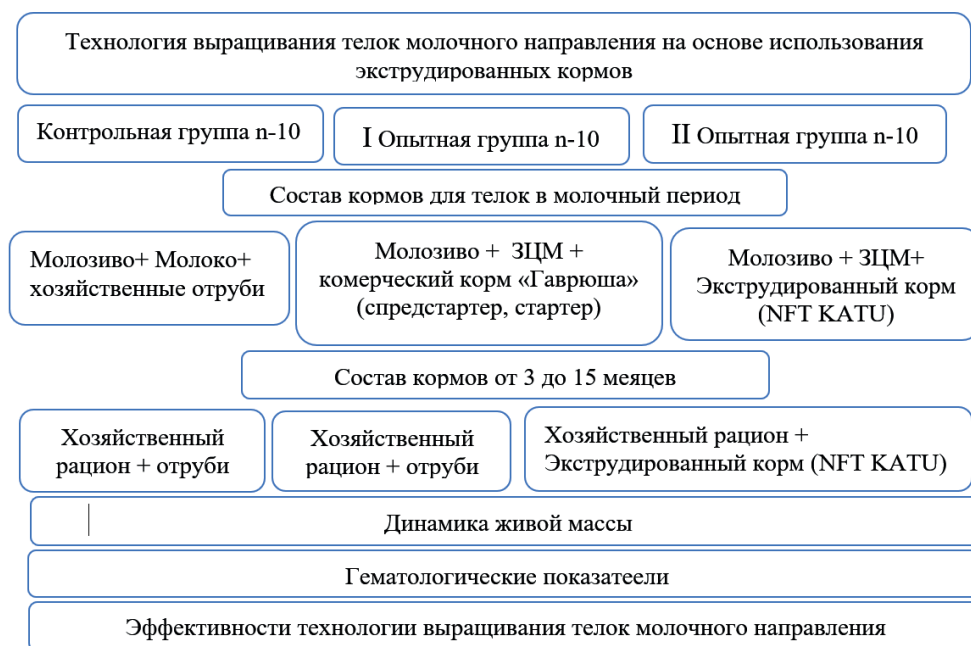 Технология выращивания телок молочного направления на основе использования
экструдированных кормов
Контрольная группа n-10
I Опытная группа n-10
II Опытная группа n-10
Состав кормов для телок в молочный период
Молозиво+ Молоко+
хозяйственные отруби
Молозиво + ЗЦМ +
комерческий корм «Гаврюша»
(спредстартер, стартер)
Молозиво + ЗЦМ+
Экструдированный корм
(NFT KATU)
Состав кормов от 3 до 15 меяцев
Хозяйственный
рацион + отруби
Хозяйственный
рацион + отруби
Хозяйственный рацион +
Экструдированный корм (NFT KATU)
Динамика живой массы
Гематологические показатеели
Эффективности технологии выращивания телок молочного направления